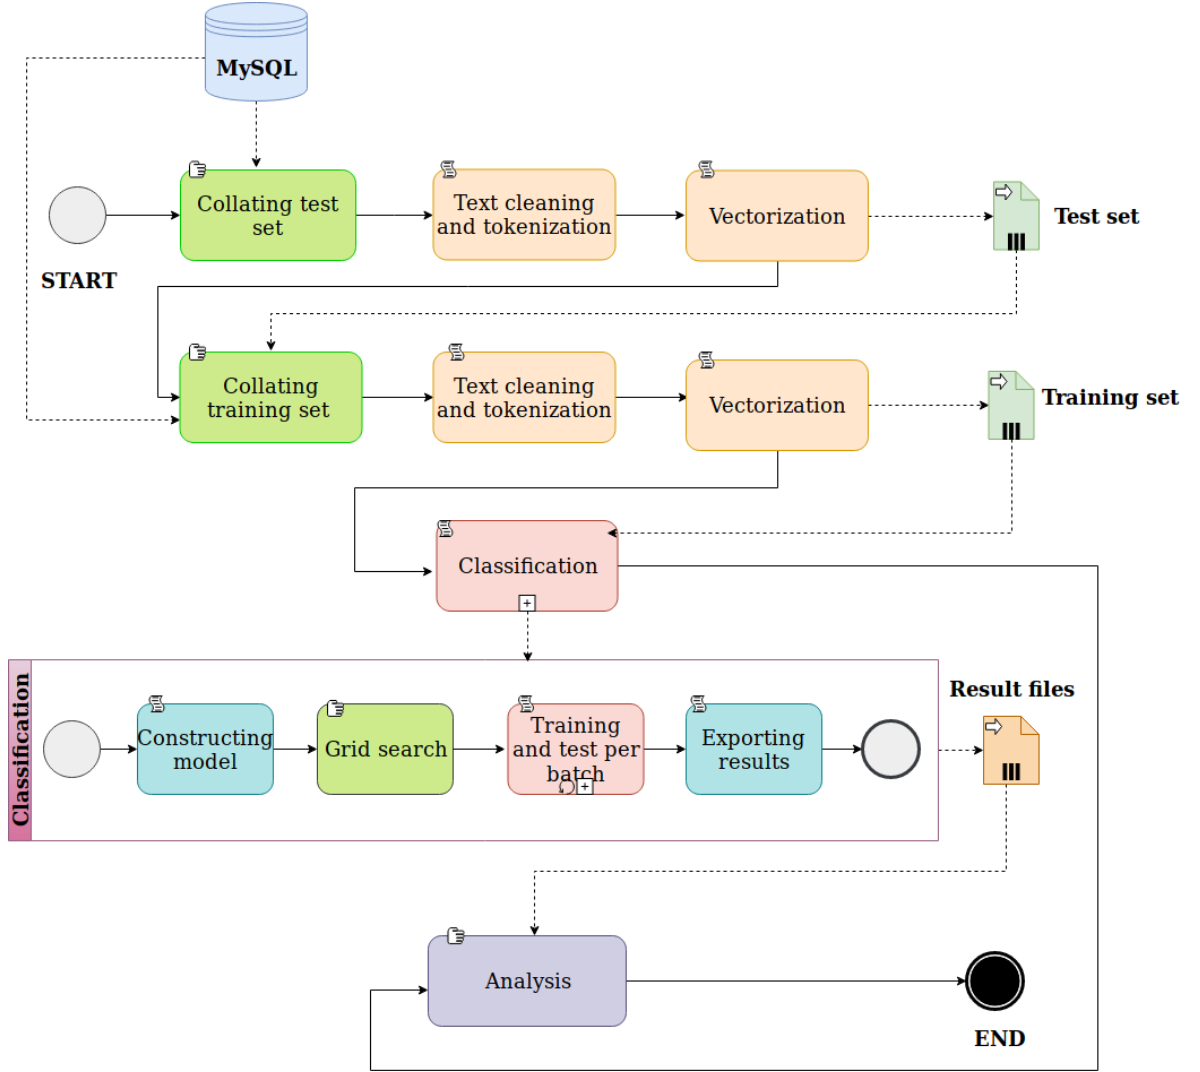 MySQL
Collating test
set
Text cleaning
and tokenization
Vectorization
Test set
START
Collating
training set
Text cleaning
and tokenization
Vectorization
Training set
Classification
+
Classification
Constructing
model
Grid search
Training
and test per
batch
+
Exporting
results
Result files
Analysis
END